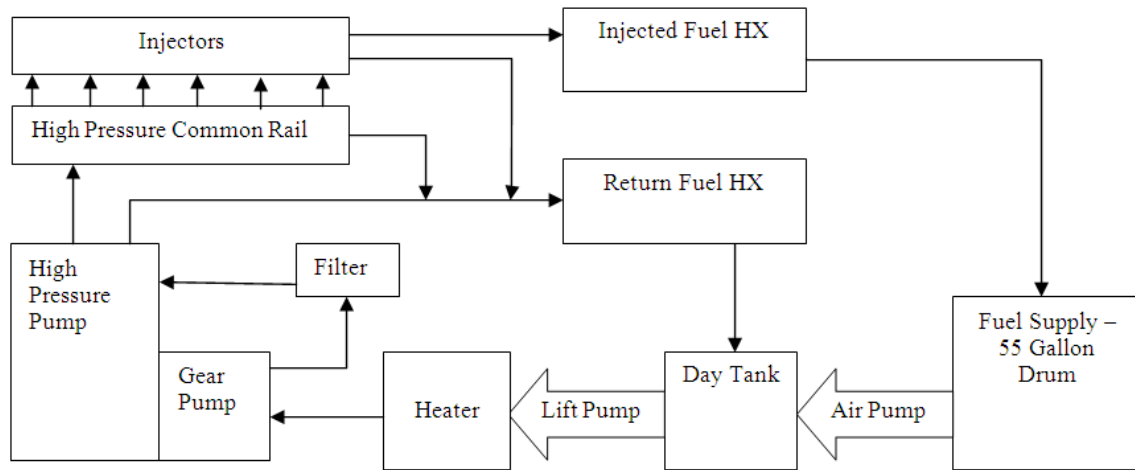 Injectors
Injected Fuel HX
High Pressure Common Rail
Return Fuel HX
High
Pressure
Pump
Filter
Fuel Supply –
55 Gallon
Drum
Gear
Pump
Heater
Lift Pump
Day Tank
Air Pump